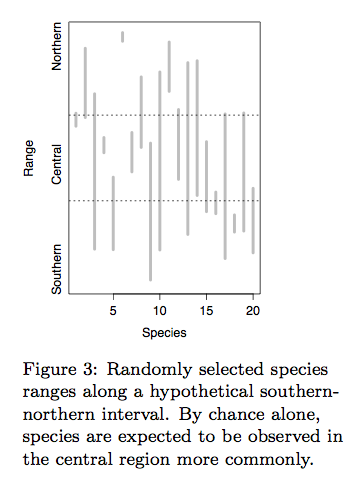 Northern
Central
Southern
Range
5
10
15
20
Species
Figure 3: Randomly selected species
ranges along a hypothetical southern-
northern interval. By chance alone,
species are expected to be observed in
the central region more commonly.